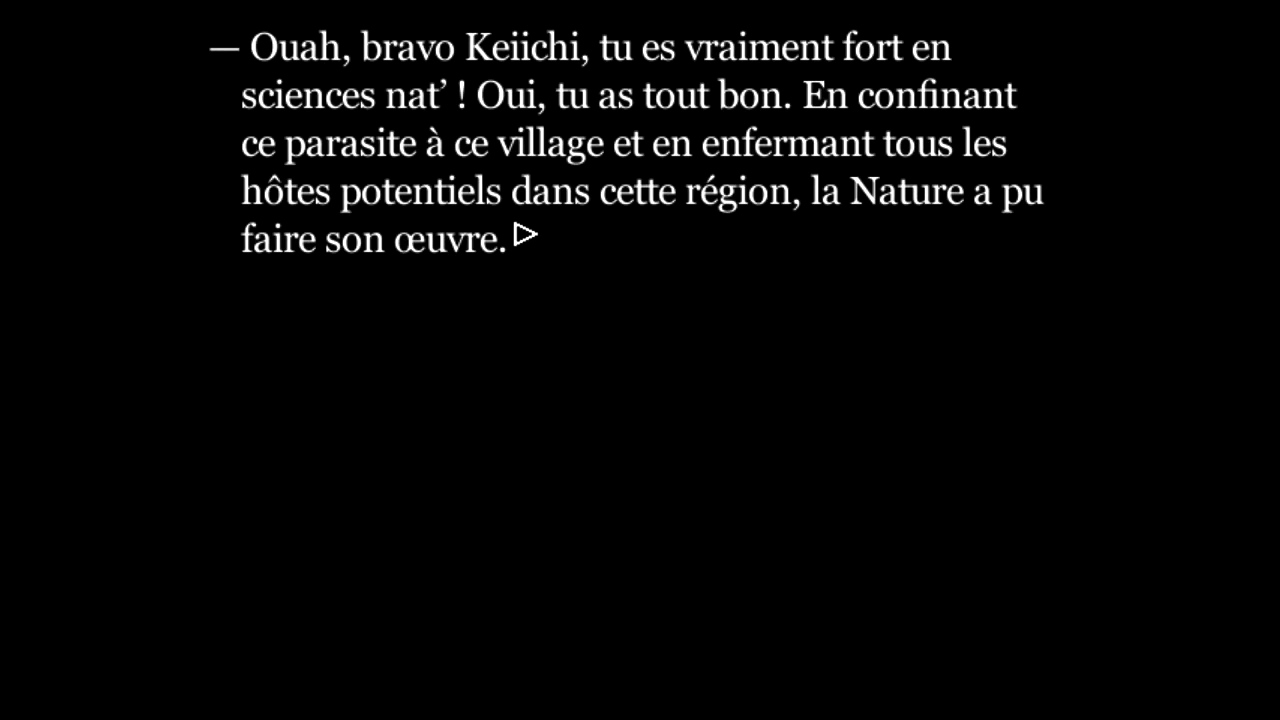 — Ouah, bravo Keiichi, tu es vraiment fort en
sciences nat’ ! Oui, tu as tout bon. En confinant
ce parasite à ce village et en enfermant tous les
hôtes potentiels dans cette région, la Nature a pu
faire son œuvre.